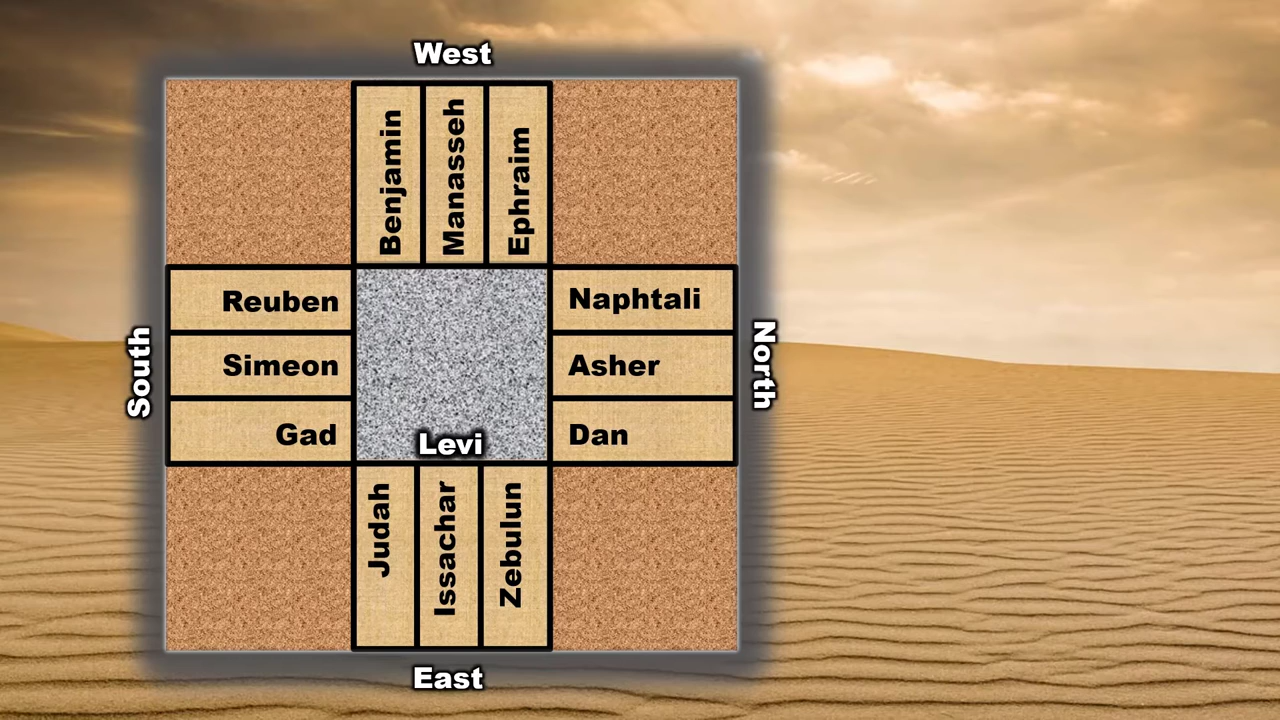 West
Benjamin
Manasseh
Ephraim
Reuben
Naphtali
South
Simeon
Asher
North
Gad
Dan
Levi
Judah
Issachar
Zebulun
East